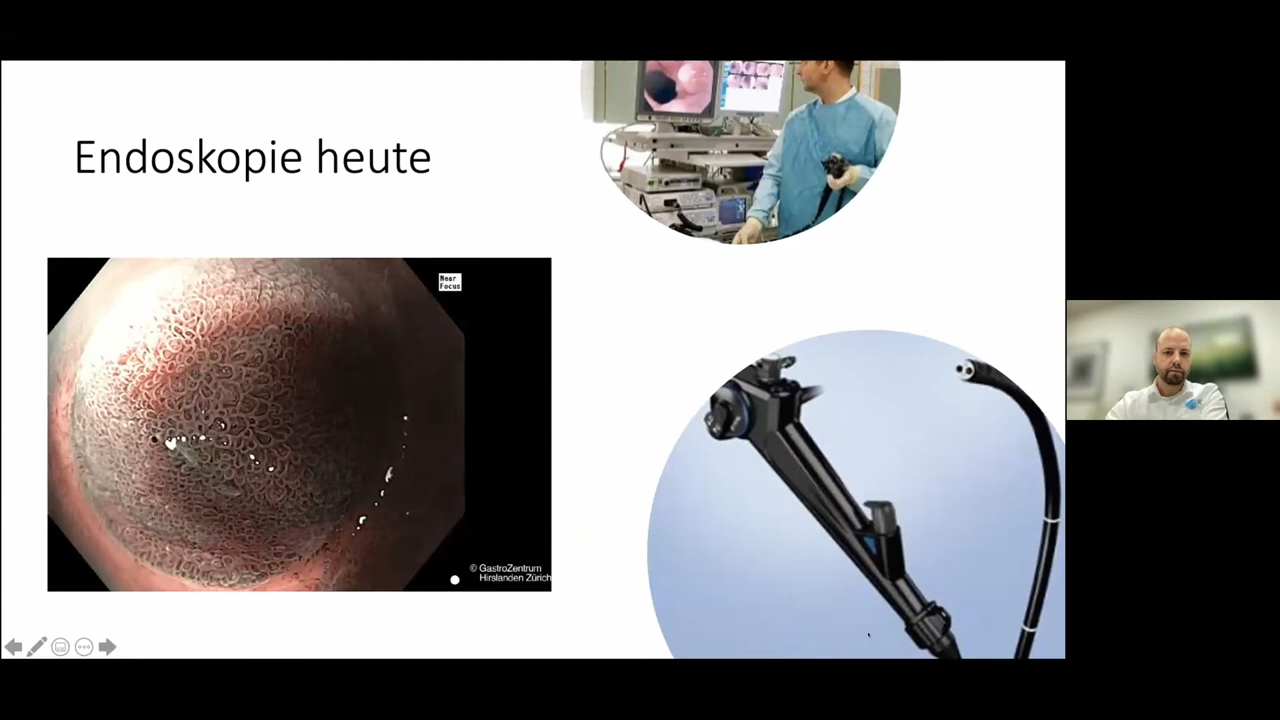 Endoskopie heute
Near
Focus
© GastroZentrum
Hirslanden Zürich